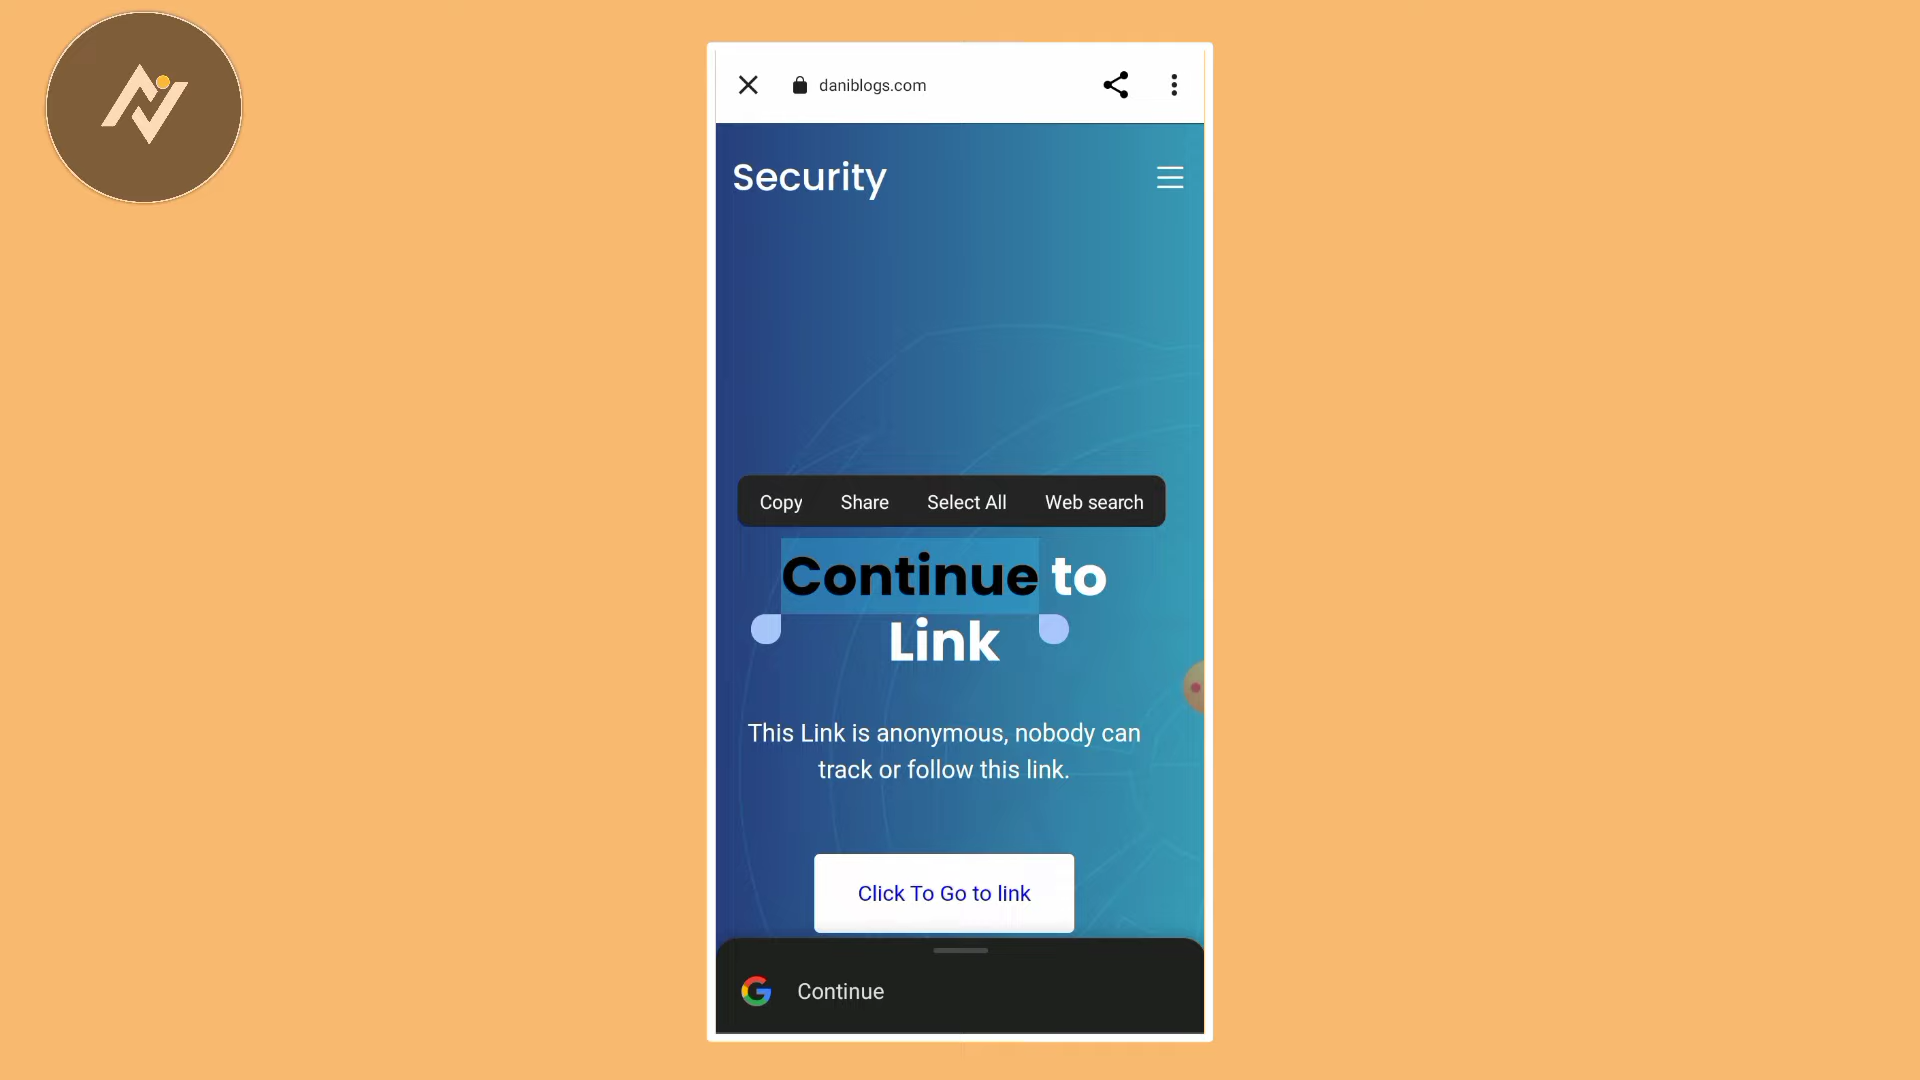 daniblogs.com
Security
Copy Share Select All Web search
Continue to
Link
This Link is anonymous, nobody can
track or follow this link.
Click To Go to link
Continue